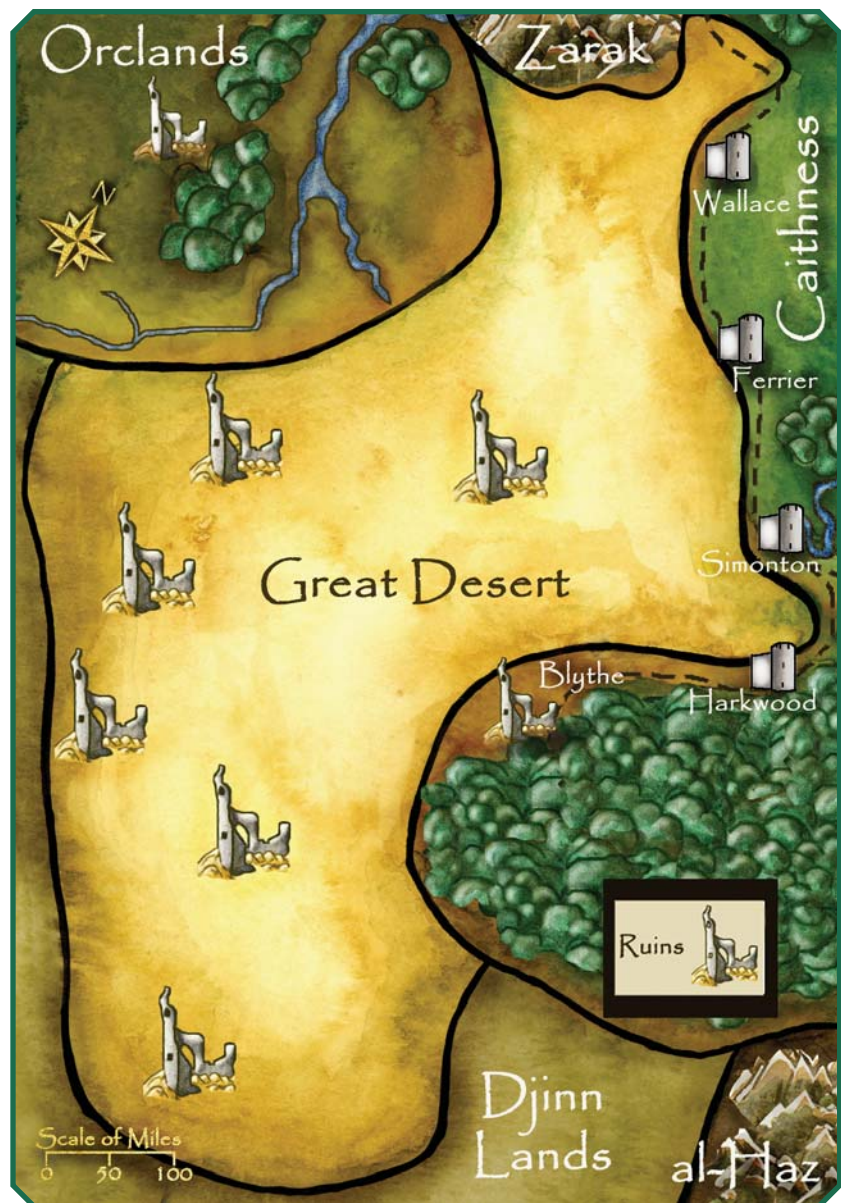 Orclands
Zarak
N
Wallace
Caithness
Ferrier
Great Desert
Simonton
Blythe
Harkwood
Ruins
Djinn
Lands
al-Haz
Scale of Miles
0 50 100